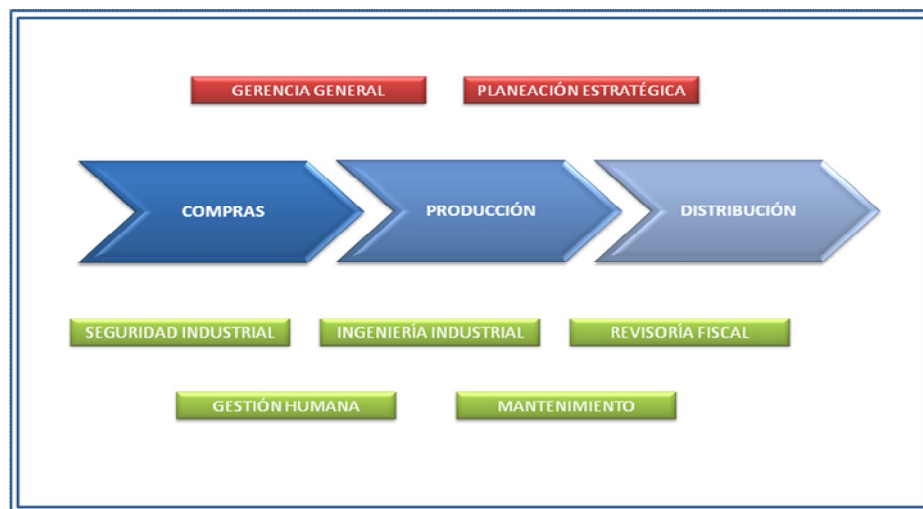 GERENCIA GENERAL
PLANEACIÓN ESTRATÉGICA
COMPRAS
PRODUCCIÓN
DISTRIBUCIÓN
SEGURIDAD INDUSTRIAL
INGENIERÍA INDUSTRIAL
REVISORÍA FISCAL
GESTIÓN HUMANA
MANTENIMIENTO